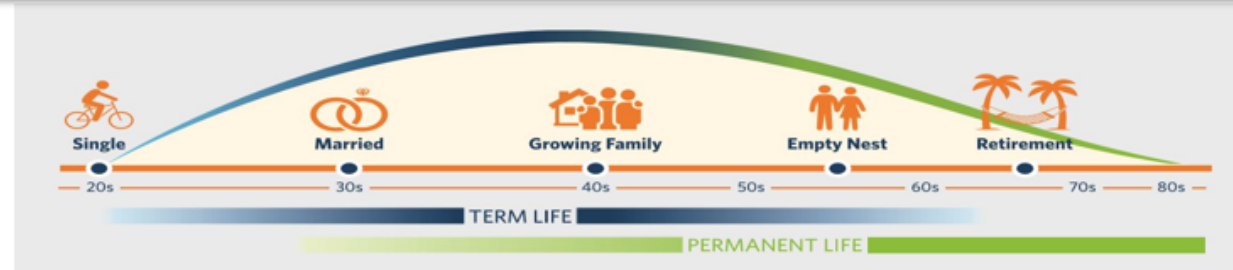 Single Married Growing Family Empty Nest Retirement
20s 30s 40s 50s 60s 70s 80s
TERM LIFE
PERMANENT LIFE